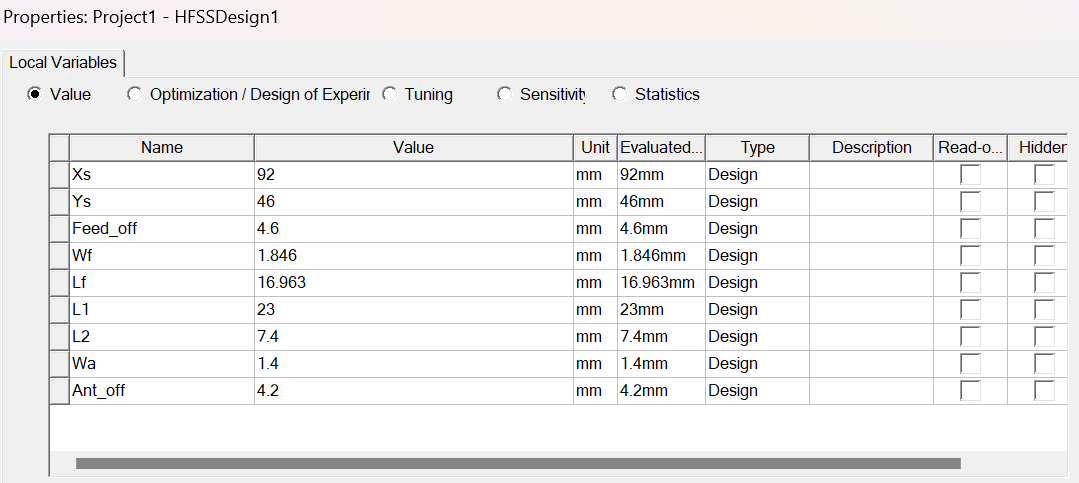 Properties: Project1 - HFSSDesign1
Local Variables
Value Optimization / Design of Experir Tuning Sensitivity Statistics
Name Value Unit Evaluated... Type Description Read-o... Hidden
Xs 92 mm 92mm Design
Ys 46 mm 46mm Design
Feed_off 4.6 mm 4.6mm Design
Wf 1.846 mm 1.846mm Design
Lf 16.963 mm 16.963mm Design
L1 23 mm 23mm Design
L2 7.4 mm 7.4mm Design
Wa 1.4 mm 1.4mm Design
Ant_off 4.2 mm 4.2mm Design